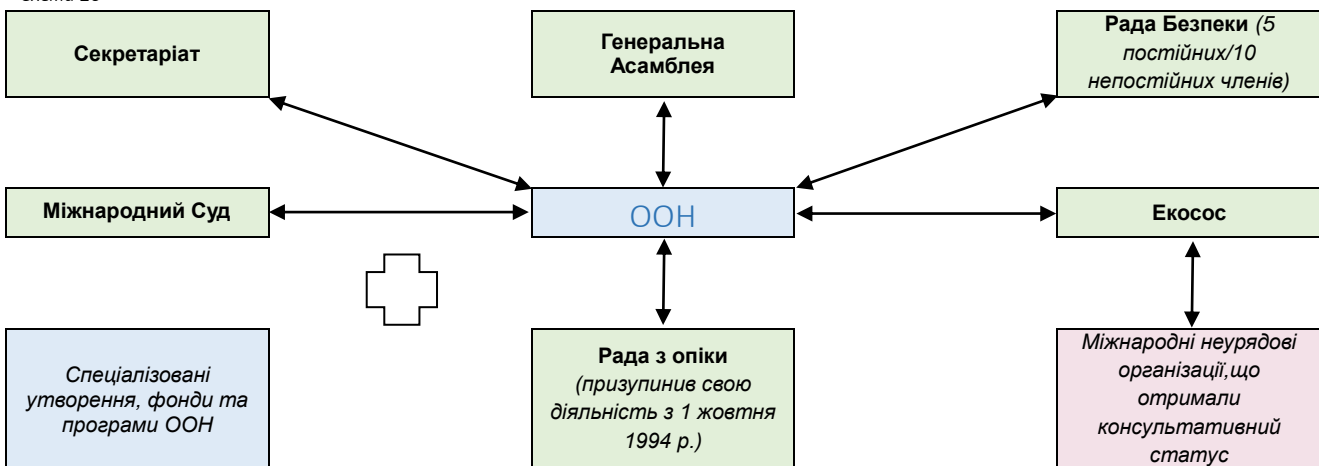 Секретаріат
Генеральна
Асамблея
Рада Безпеки (5
постійних/10
непостійних членів)
Міжнародний Суд
ООН
Екосос
Спеціалізовані
утворення, фонди та
програми ООН
Рада з опіки
(призупинив свою
діяльність з 1 жовтня
1994 р.)
Міжнародні неурядові
організації,що
отримали
консультативний
статус